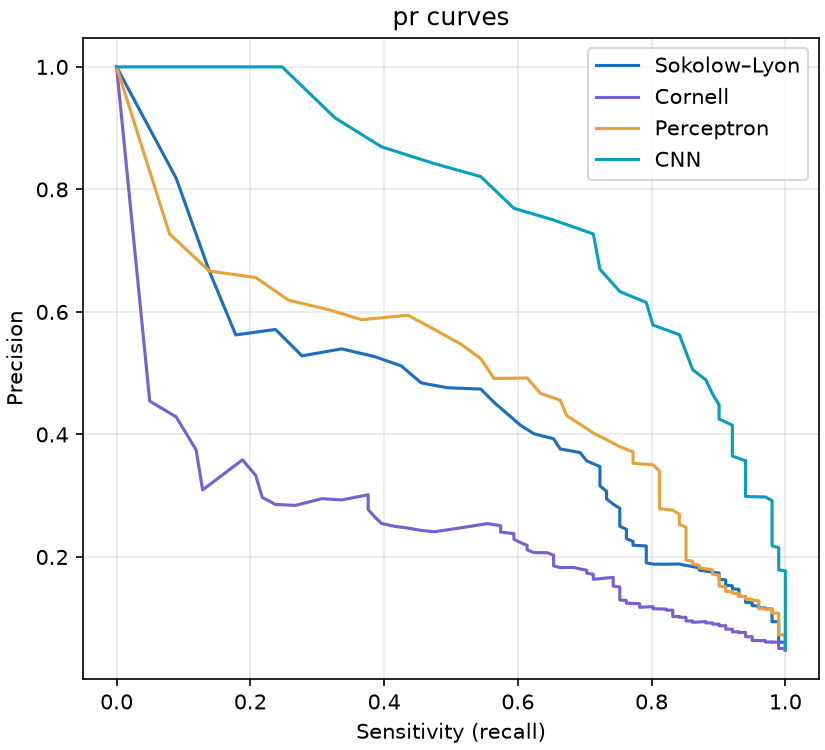 pr curves
Precision
1.0
0.8
0.6
0.4
0.2
Sokolow–Lyon
Cornell
Perceptron
CNN
0.0 0.2 0.4 0.6 0.8 1.0
Sensitivity (recall)